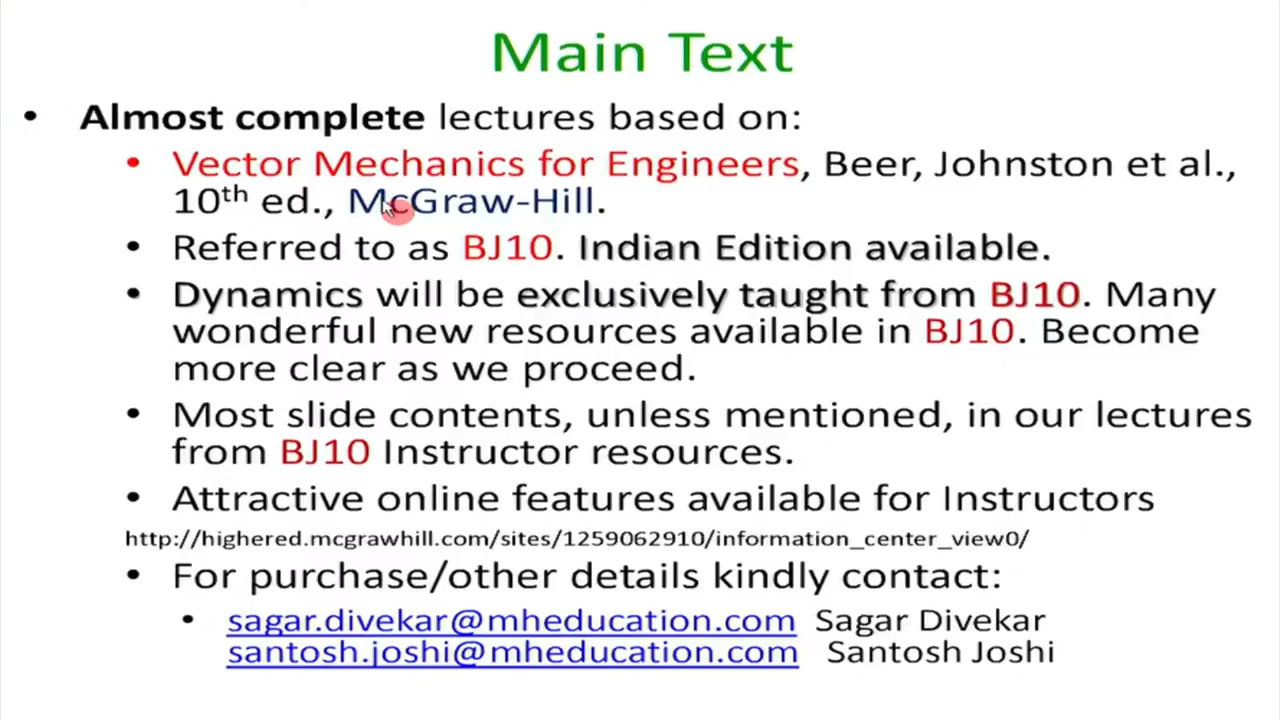 Main Text
• Almost complete lectures based on:
• Vector Mechanics for Engineers, Beer, Johnston et al.,
10th ed., McGraw-Hill.
• Referred to as BJ10. Indian Edition available.
• Dynamics will be exclusively taught from BJ10. Many
wonderful new resources available in BJ10. Become
more clear as we proceed.
• Most slide contents, unless mentioned, in our lectures
from BJ10 Instructor resources.
• Attractive online features available for Instructors
http://highered.mcgrawhill.com/sites/1259062910/information_center_view0/
• For purchase/other details kindly contact:
• sagar.divekar@mheducation.com Sagar Divekar
santosh.joshi@mheducation.com Santosh Joshi